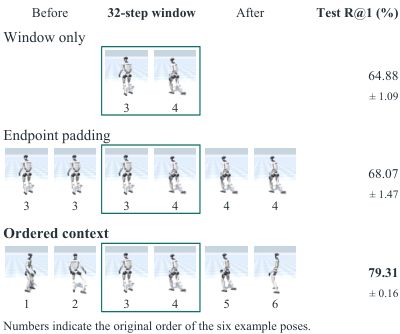 Before 32-step window After Test R@1 (%)
Window only
3 4
64.88
± 1.09
Endpoint padding
3 3 3 4 4 4
68.07
± 1.47
Ordered context
1 2 3 4 5 6
79.31
± 0.16
Numbers indicate the original order of the six example poses.